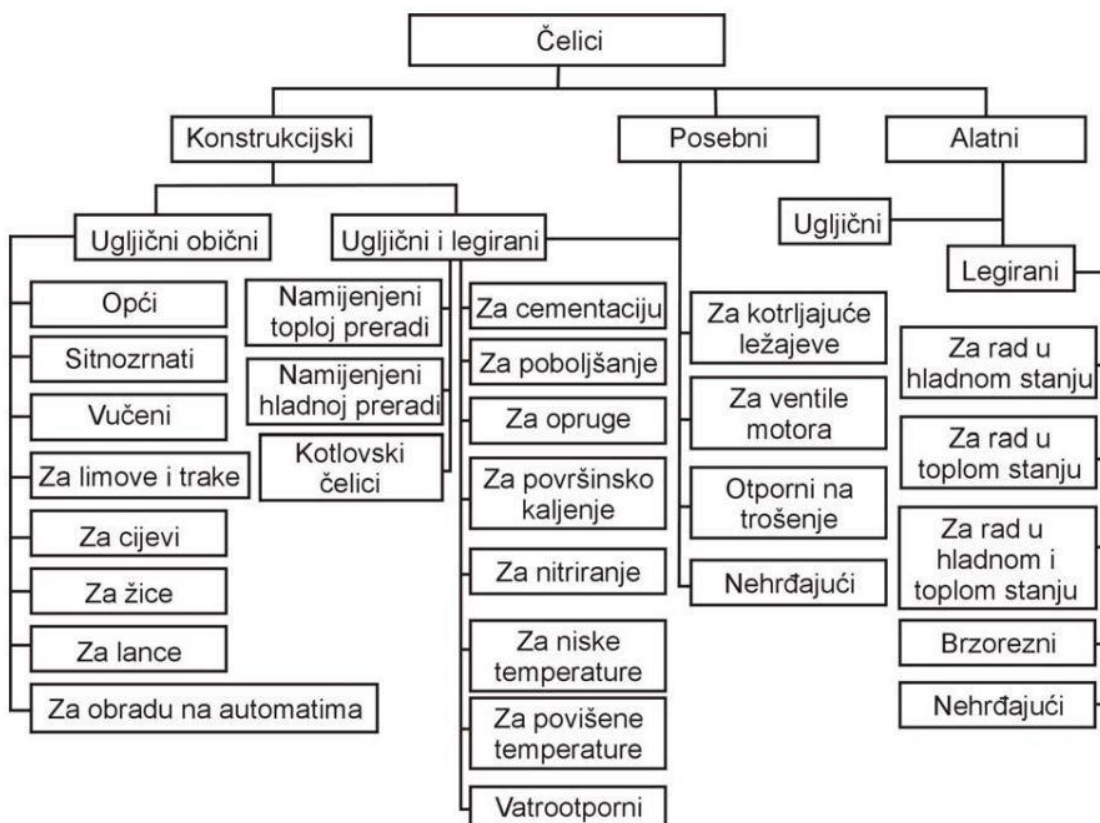 Čelici
Konstrukcijski
Posebni
Alatni
Ugljični obični
Ugljični i legirani
Ugljični
Legirani
Opći
Sitnozrnati
Vučeni
Za limove i trake
Za cijevi
Za žice
Za lance
Za obradu na automatima
Namijenjeni
toploj preradi
Namijenjeni
hladnoj preradi
Kotlovski
čelici
Za cementaciju
Za poboljšanje
Za opruge
Za površinsko
kaljenje
Za nitriranje
Za niske
temperature
Za povišene
temperature
Vatrootporni
Za kotrljajuće
ležajeve
Za ventile
motora
Otporni na
trošenje
Nehrđajući
Za rad u
hladnom stanju
Za rad u
toplom stanju
Za rad u
hladnom i
toplom stanju
Brzorezni
Nehrđajući